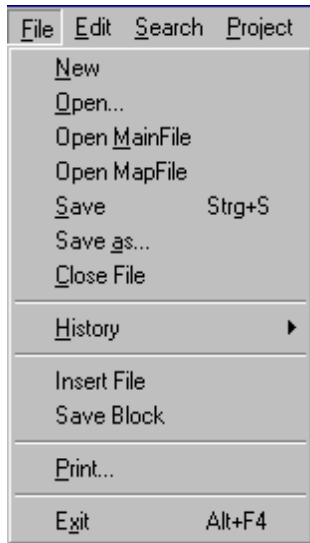 File Edit Search Project
New
Open...
Open MainFile
Open MapFile
Save Strg+S
Save as...
Close File
History
Insert File
Save Block
Print...
Exit Alt+F4